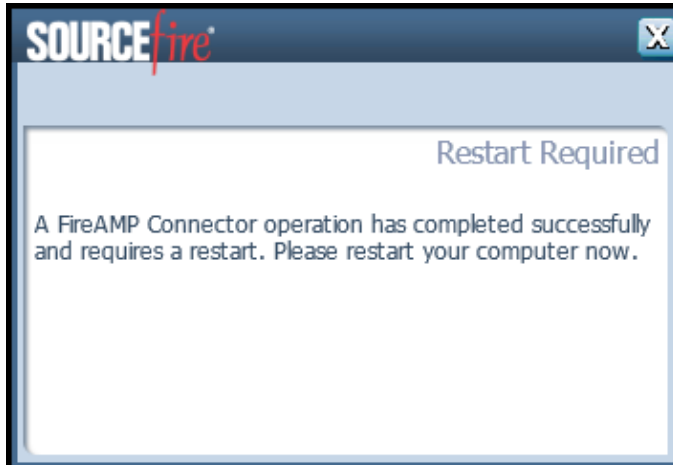 SOURCEfire®
X
Restart Required
A FireAMP Connector operation has completed successfully
and requires a restart. Please restart your computer now.